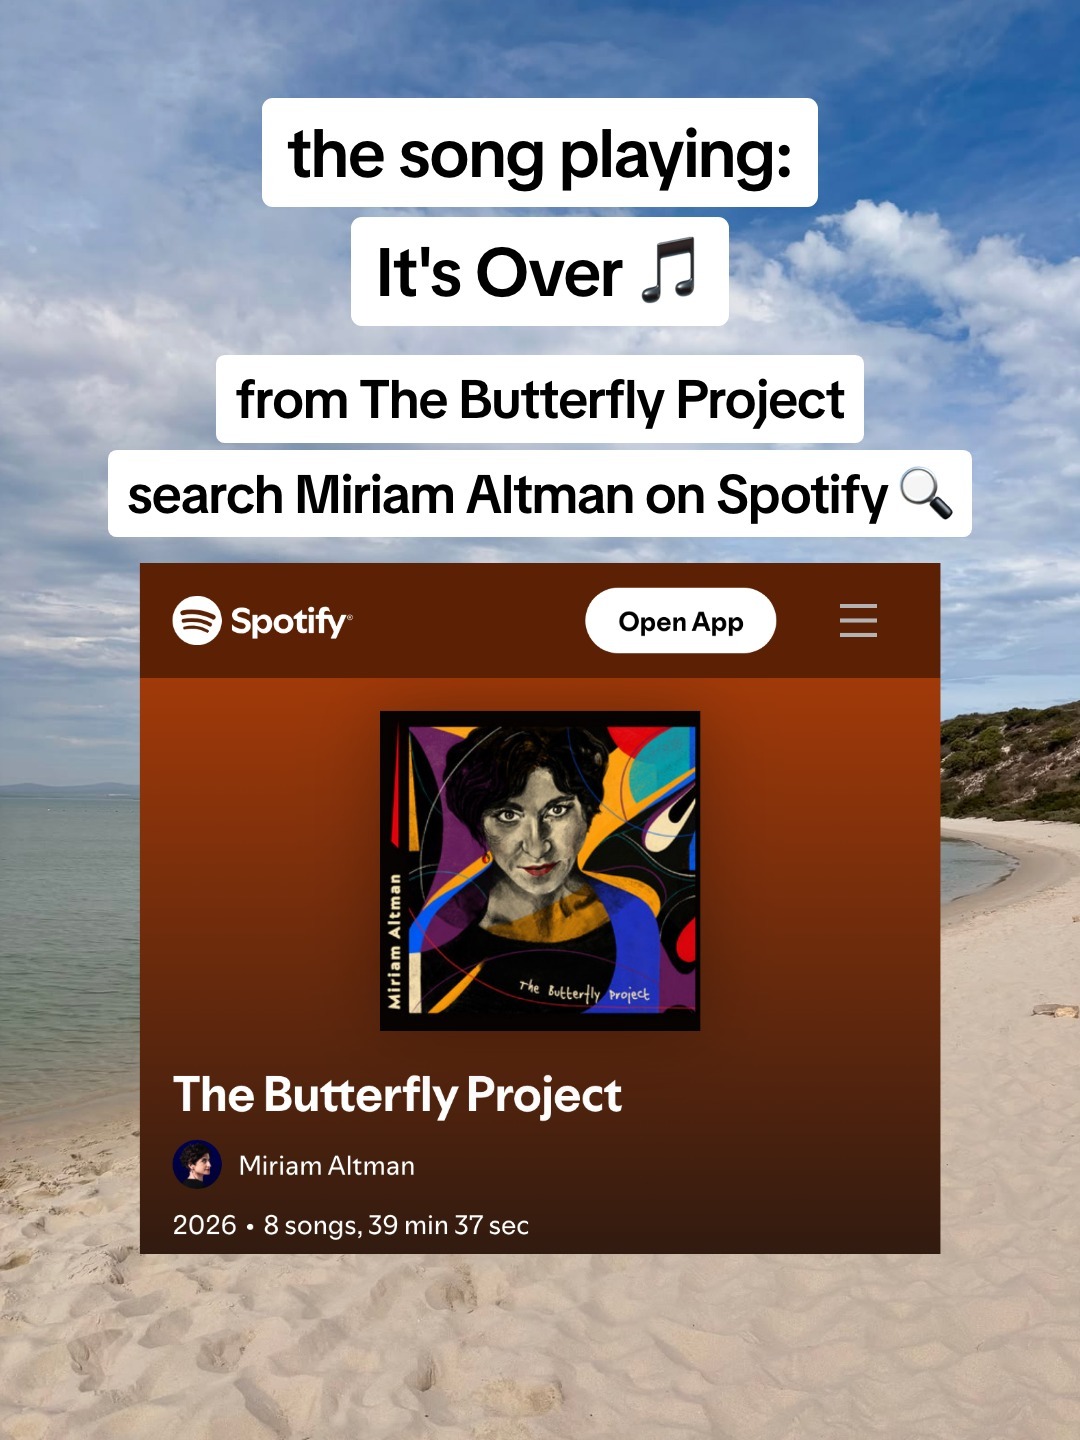 the song playing:
It's Over 🎵
from The Butterfly Project
search Miriam Altman on Spotify 🔍
Spotify®
Open App
Miriam Altman
The Butterfly Project
The Butterfly Project
Miriam Altman
2026 • 8 songs, 39 min 37 sec